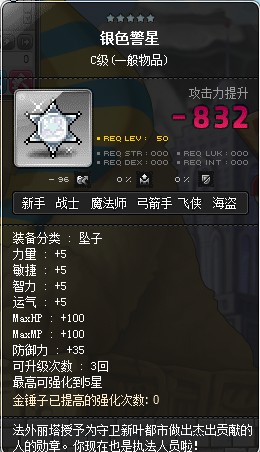 银色警星
C级(一般物品)
攻击力提升
-832
REQ LEV: 50
REQ STR:000 REQ LUK:000
REQ DEX:000 REQ INT:000
-96 0% 0%
新手 战士 魔法师 弓箭手 飞侠 海盗
装备分类 : 坠子
力量 : +5
敏捷 : +5
智力 : +5
运气 : +5
MaxHP : +100
MaxMP : +100
防御力 : +35
可升级次数 : 3回
最高可强化到5星
金锤子已提高的强化次数: 0
法外丽塔授予为守卫新叶都市做出杰出贡献的人的勋章。你现在也是执法人员啦!